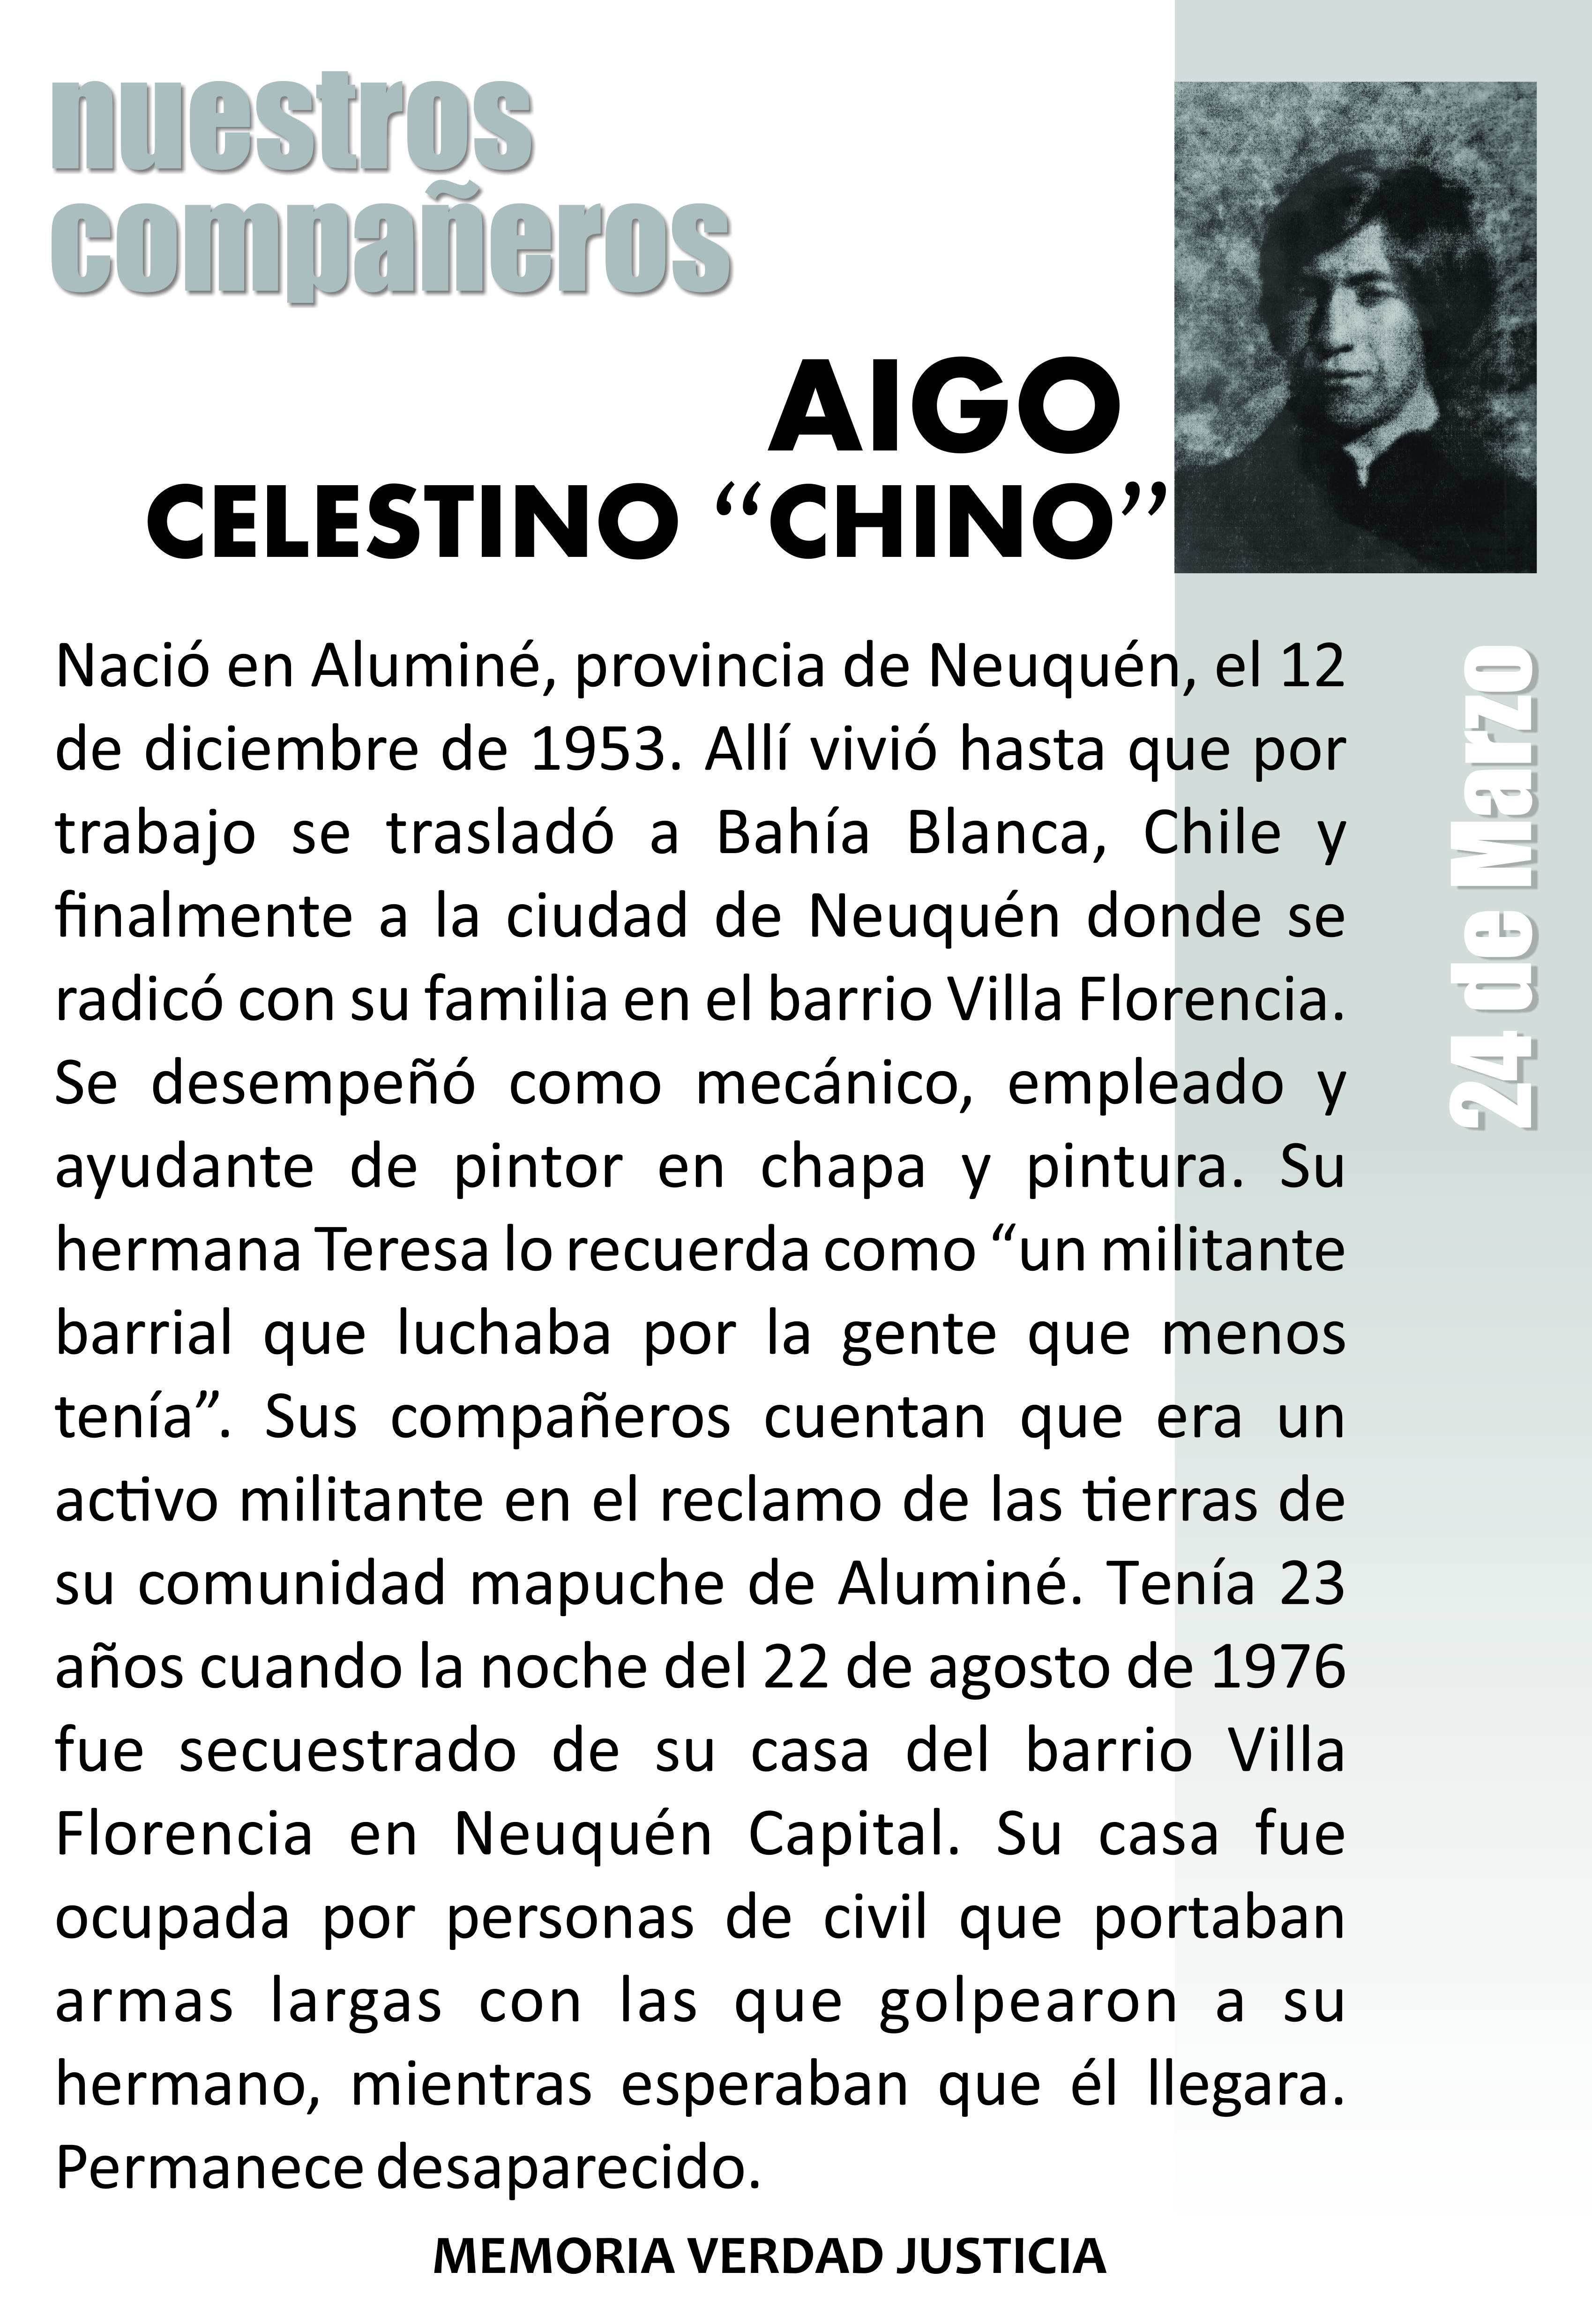 nuestros
compañeros
AIGO
CELESTINO “CHINO”
Nació en Aluminé, provincia de Neuquén, el 12
de diciembre de 1953. Allí vivió hasta que por
trabajo se trasladó a Bahía Blanca, Chile y
finalmente a la ciudad de Neuquén donde se
radicó con su familia en el barrio Villa Florencia.
Se desempeñó como mecánico, empleado y
ayudante de pintor en chapa y pintura. Su
hermana Teresa lo recuerda como “un militante
barrial que luchaba por la gente que menos
tenía”. Sus compañeros cuentan que era un
activo militante en el reclamo de las tierras de
su comunidad mapuche de Aluminé. Tenía 23
años cuando la noche del 22 de agosto de 1976
fue secuestrado de su casa del barrio Villa
Florencia en Neuquén Capital. Su casa fue
ocupada por personas de civil que portaban
armas largas con las que golpearon a su
hermano, mientras esperaban que él llegara.
Permanece desaparecido.
MEMORIA VERDAD JUSTICIA
24 de Marzo